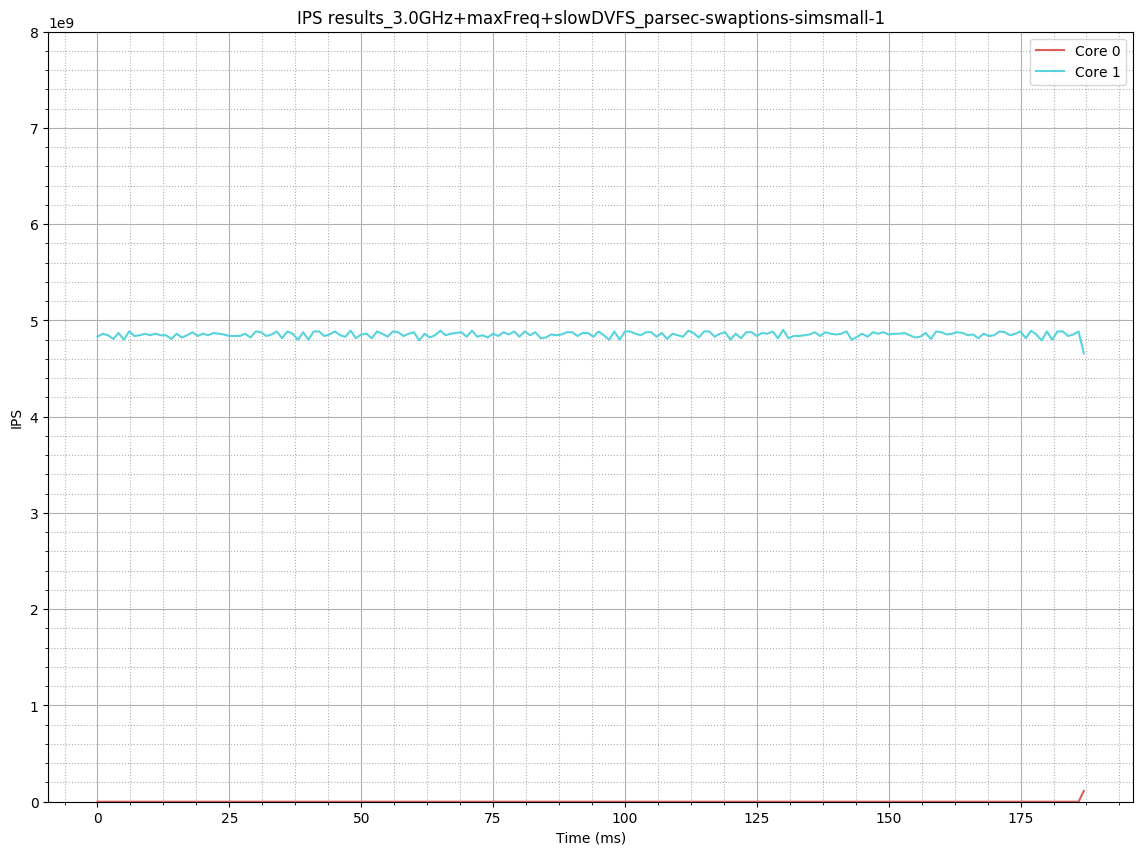 IPS results_3.0GHz+maxFreq+slowDVFS_parsec-swaptions-simsmall-1
1e9
8
7
6
5
4
3
2
1
0
IPS
Core 0
Core 1
0 25 50 75 100 125 150 175
Time (ms)